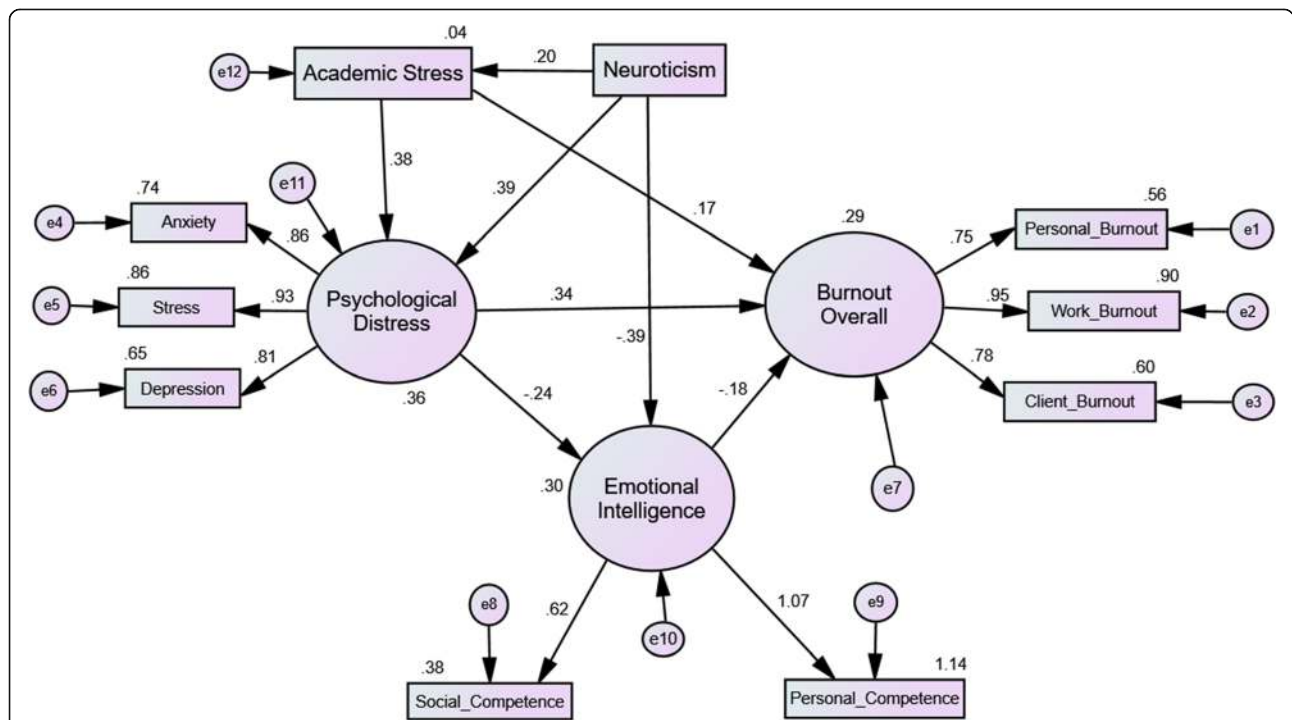 .04
e12
Academic Stress
.20
Neuroticism
.38
e11
.39
.17
.74
e4
Anxiety
.86
.86
e5
Stress
.93
.65
e6
Depression
.81
Psychological
Distress
.36
.34
-.39
-.24
.29
Burnout
Overall
.75
.56
Personal_Burnout
e1
.95
.90
Work_Burnout
e2
.78
.60
Client_Burnout
e3
-.18
e7
.30
Emotional
Intelligence
e8
.62
e10
1.07
e9
.38
Social_Competence
1.14
Personal_Competence